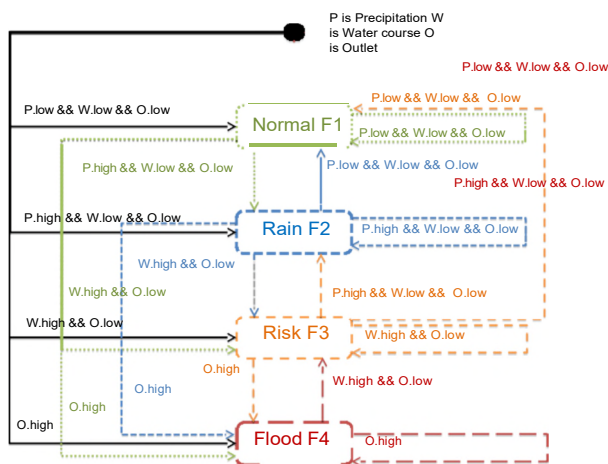 P is Precipitation W
is Water course O
is Outlet
P.low && W.low && O.low
P.low && W.low && O.low
P.low && W.low && O.low
Normal F1
P.low && W.low && O.low
P.high && W.low && O.low
P.low && W.low && O.low
P.high && W.low && O.low
P.high && W.low && O.low
Rain F2
P.high && W.low && O.low
W.high && O.low
W.high && O.low
P.high && W.low && O.low
W.high && O.low
Risk F3
W.high && O.low
O.high
W.high && O.low
O.high
O.high
O.high
Flood F4
O.high